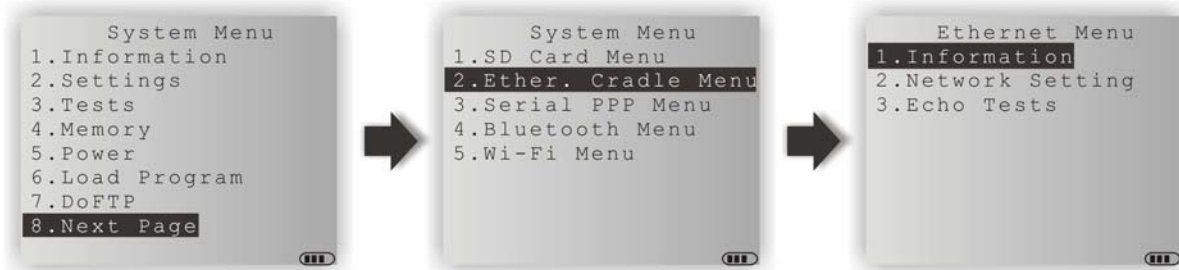 System Menu
1.Information
2.Settings
3.Tests
4.Memory
5.Power
6.Load Program
7.DoFTP
8.Next Page
System Menu
1.SD Card Menu
2.Ether. Cradle Menu
3.Serial PPP Menu
4.Bluetooth Menu
5.Wi-Fi Menu
Ethernet Menu
1.Information
2.Network Setting
3.Echo Tests